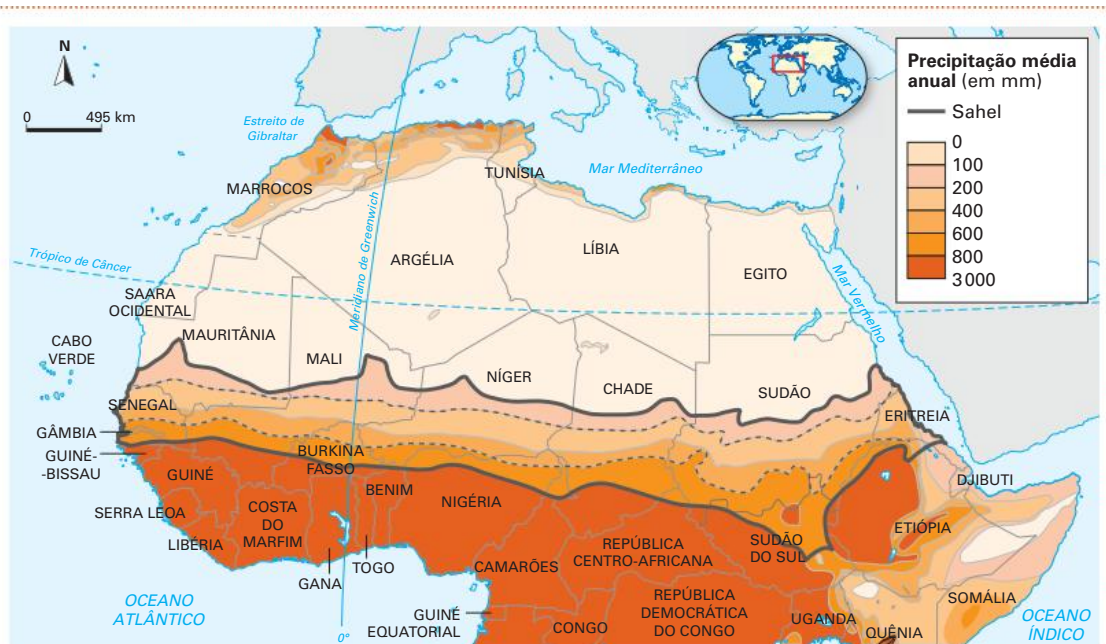 N
0 495 km
Estreito de
Gibraltar
Precipitação média
anual (em mm)
Sahel
0
100
200
400
600
800
3 000
Mar Mediterrâneo
TUNÍSIA
MARROCOS
Meridiano de Greenwich
ARGÉLIA
LÍBIA
EGITO
Trópico de Câncer
Mar Vermelho
SAARA
OCIDENTAL
MAURITÂNIA
CABO
VERDE
MALI
NÍGER
CHADE
SUDÃO
SENEGAL
ERITREIA
GÂMBIA
GUINÉ-
-BISSAU
BURKINA
FASSO
GUINÉ
BENIM
NIGÉRIA
DJIBUTI
SERRA LEOA
COSTA
DO
MARFIM
ETIÓPIA
LIBÉRIA
REPÚBLICA
CENTRO-AFRICANA
SUDÃO
DO SUL
CAMARÕES
TOGO
GANA
OCEANO
ATLÂNTICO
REPÚBLICA
DEMOCRÁTICA
DO CONGO
SOMÁLIA
GUINÉ
EQUATORIAL
CONGO
UGANDA
QUÊNIA
OCEANO
ÍNDICO
0°